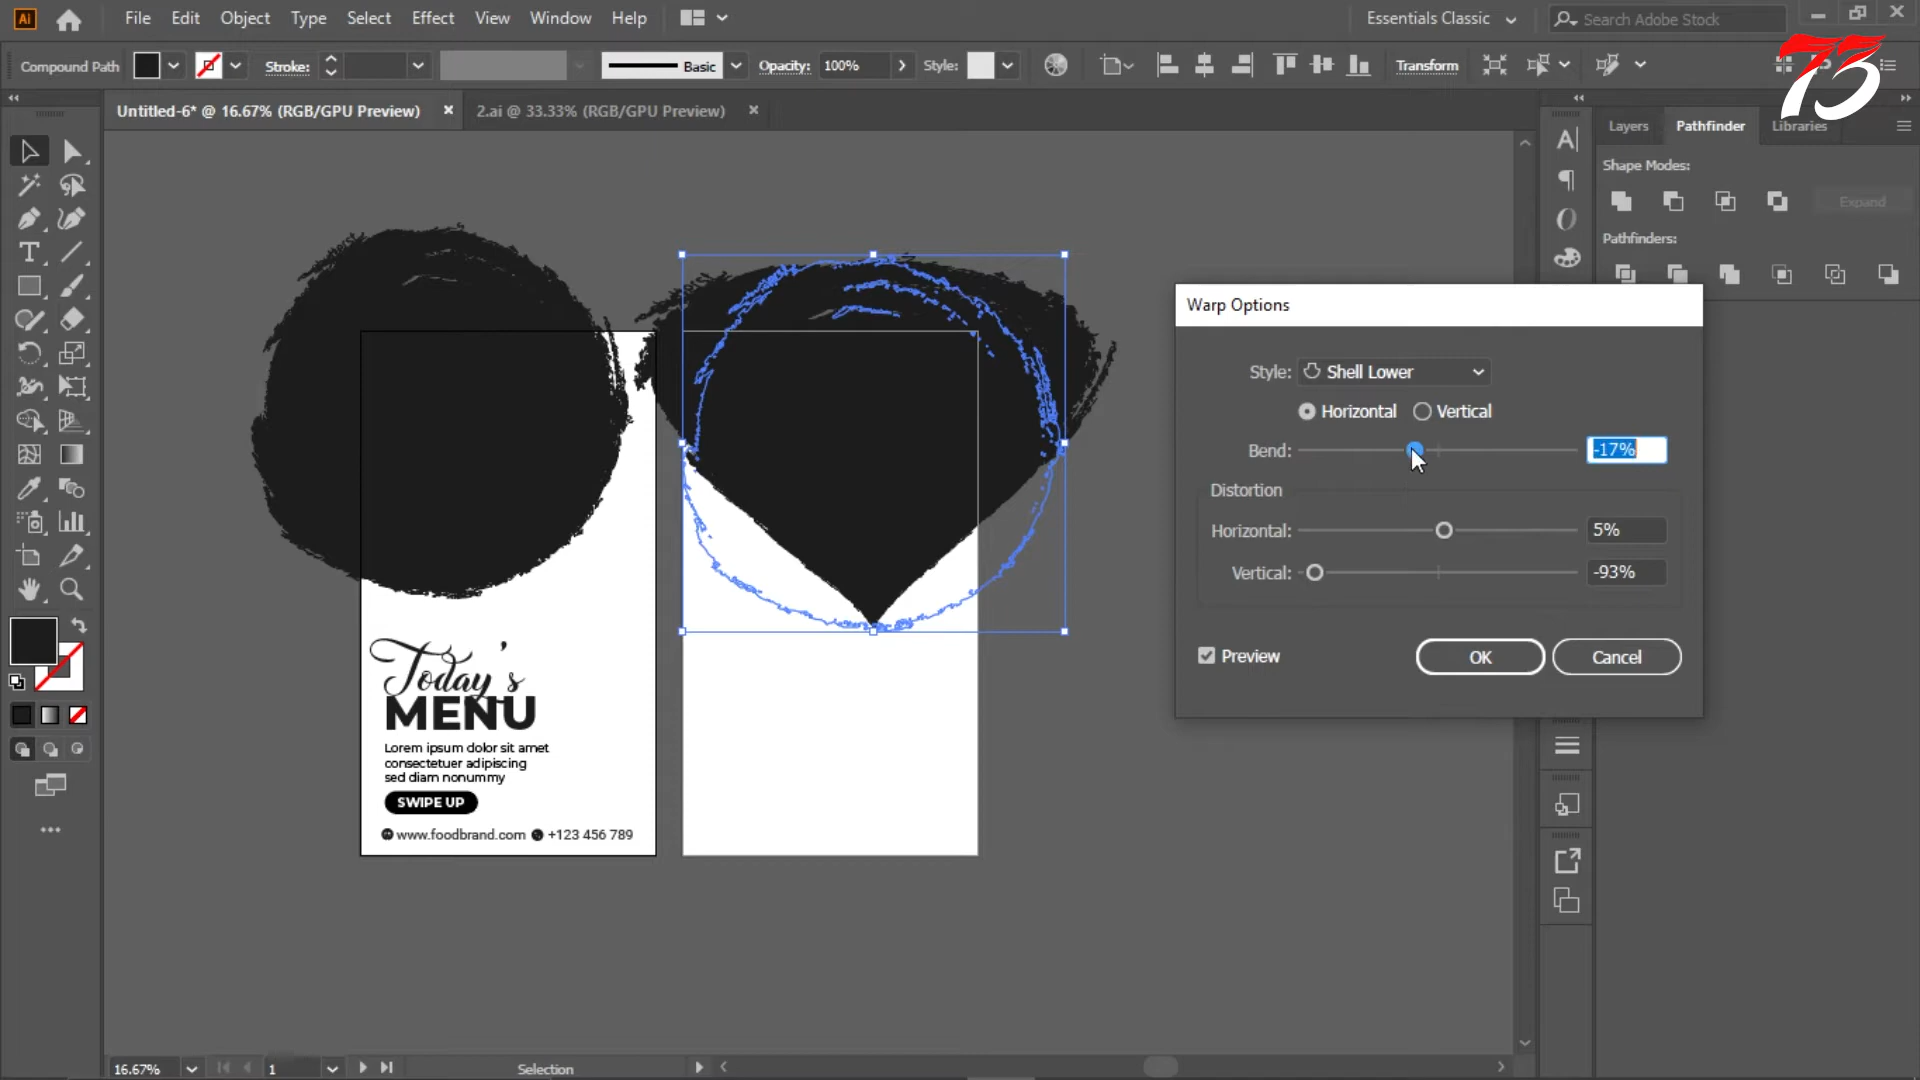 Ai File Edit Object Type Select Effect View Window Help Essentials Classic Search Adobe Stock
Compound Path Stroke: Basic Opacity: 100% Style: Transform
73
Untitled-6* @ 16.67% (RGB/GPU Preview) 2.ai @ 33.33% (RGB/GPU Preview)
Layers Pathfinder Libraries
Shape Modes:
Expand
Pathfinders:
Warp Options
Style: Shell Lower
Horizontal Vertical
Bend: -17%
Distortion
Horizontal: 5%
Vertical: -93%
Preview OK Cancel
Today's
MENU
Lorem ipsum dolor sit amet
consectetuer adipiscing
sed diam nonummy
SWIPE UP
www.foodbrand.com +123 456 789
16.67% 1 Selection